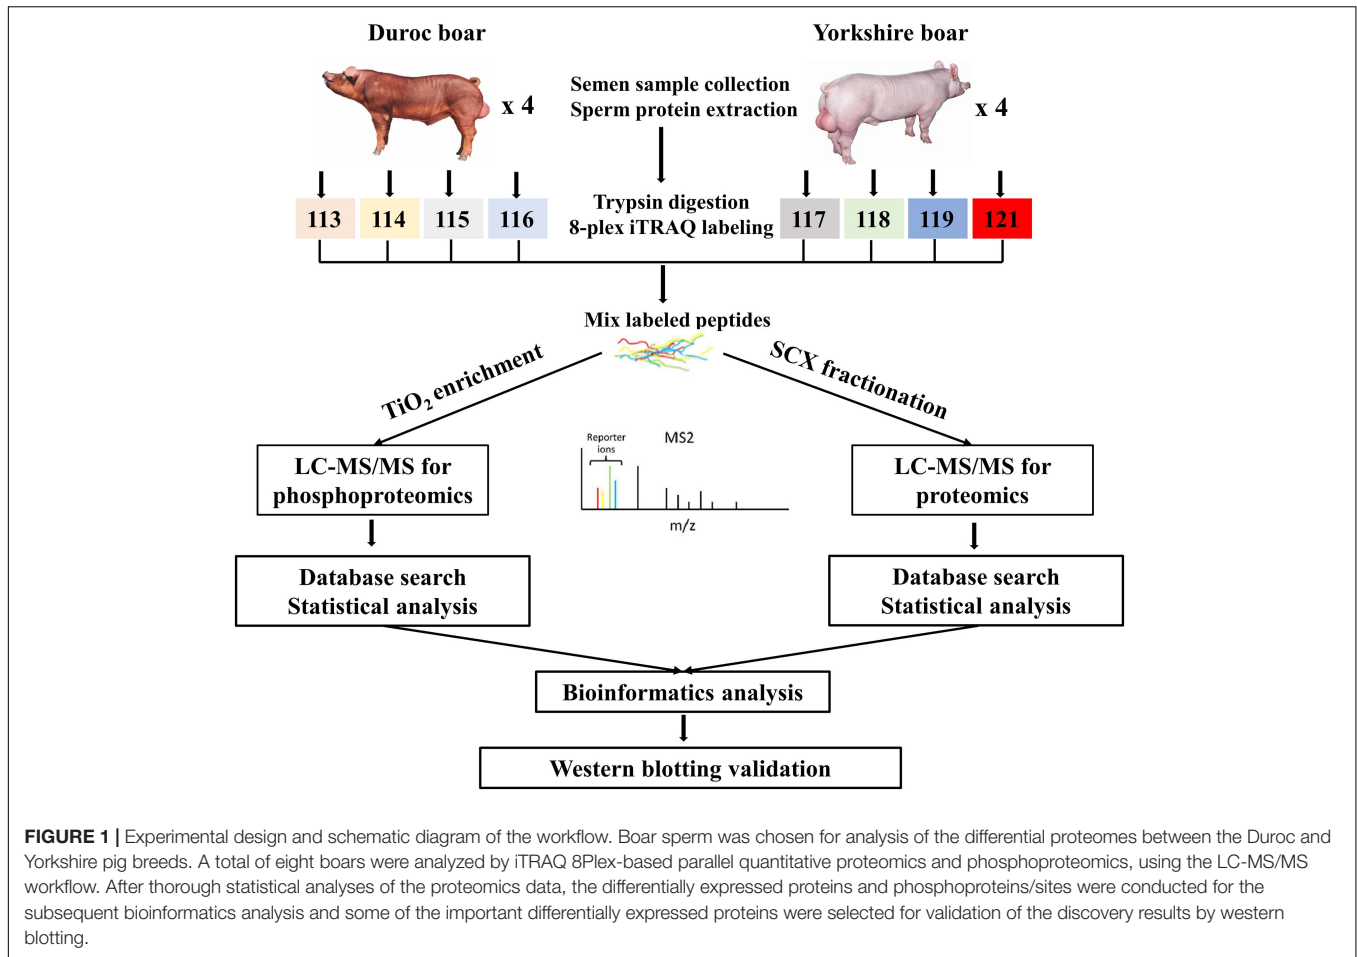 Duroc boar
Yorkshire boar
x 4
Semen sample collection
Sperm protein extraction
x 4
113
114
115
116
Trypsin digestion
8-plex iTRAQ labeling
117
118
119
121
Mix labeled peptides
TiO2 enrichment
SCX fractionation
Reporter
ions
MS2
m/z
LC-MS/MS for
phosphoproteomics
LC-MS/MS for
proteomics
Database search
Statistical analysis
Database search
Statistical analysis
Bioinformatics analysis
Western blotting validation
FIGURE 1 | Experimental design and schematic diagram of the workflow. Boar sperm was chosen for analysis of the differential proteomes between the Duroc and
Yorkshire pig breeds. A total of eight boars were analyzed by iTRAQ 8Plex-based parallel quantitative proteomics and phosphoproteomics, using the LC-MS/MS
workflow. After thorough statistical analyses of the proteomics data, the differentially expressed proteins and phosphoproteins/sites were conducted for the
subsequent bioinformatics analysis and some of the important differentially expressed proteins were selected for validation of the discovery results by western
blotting.